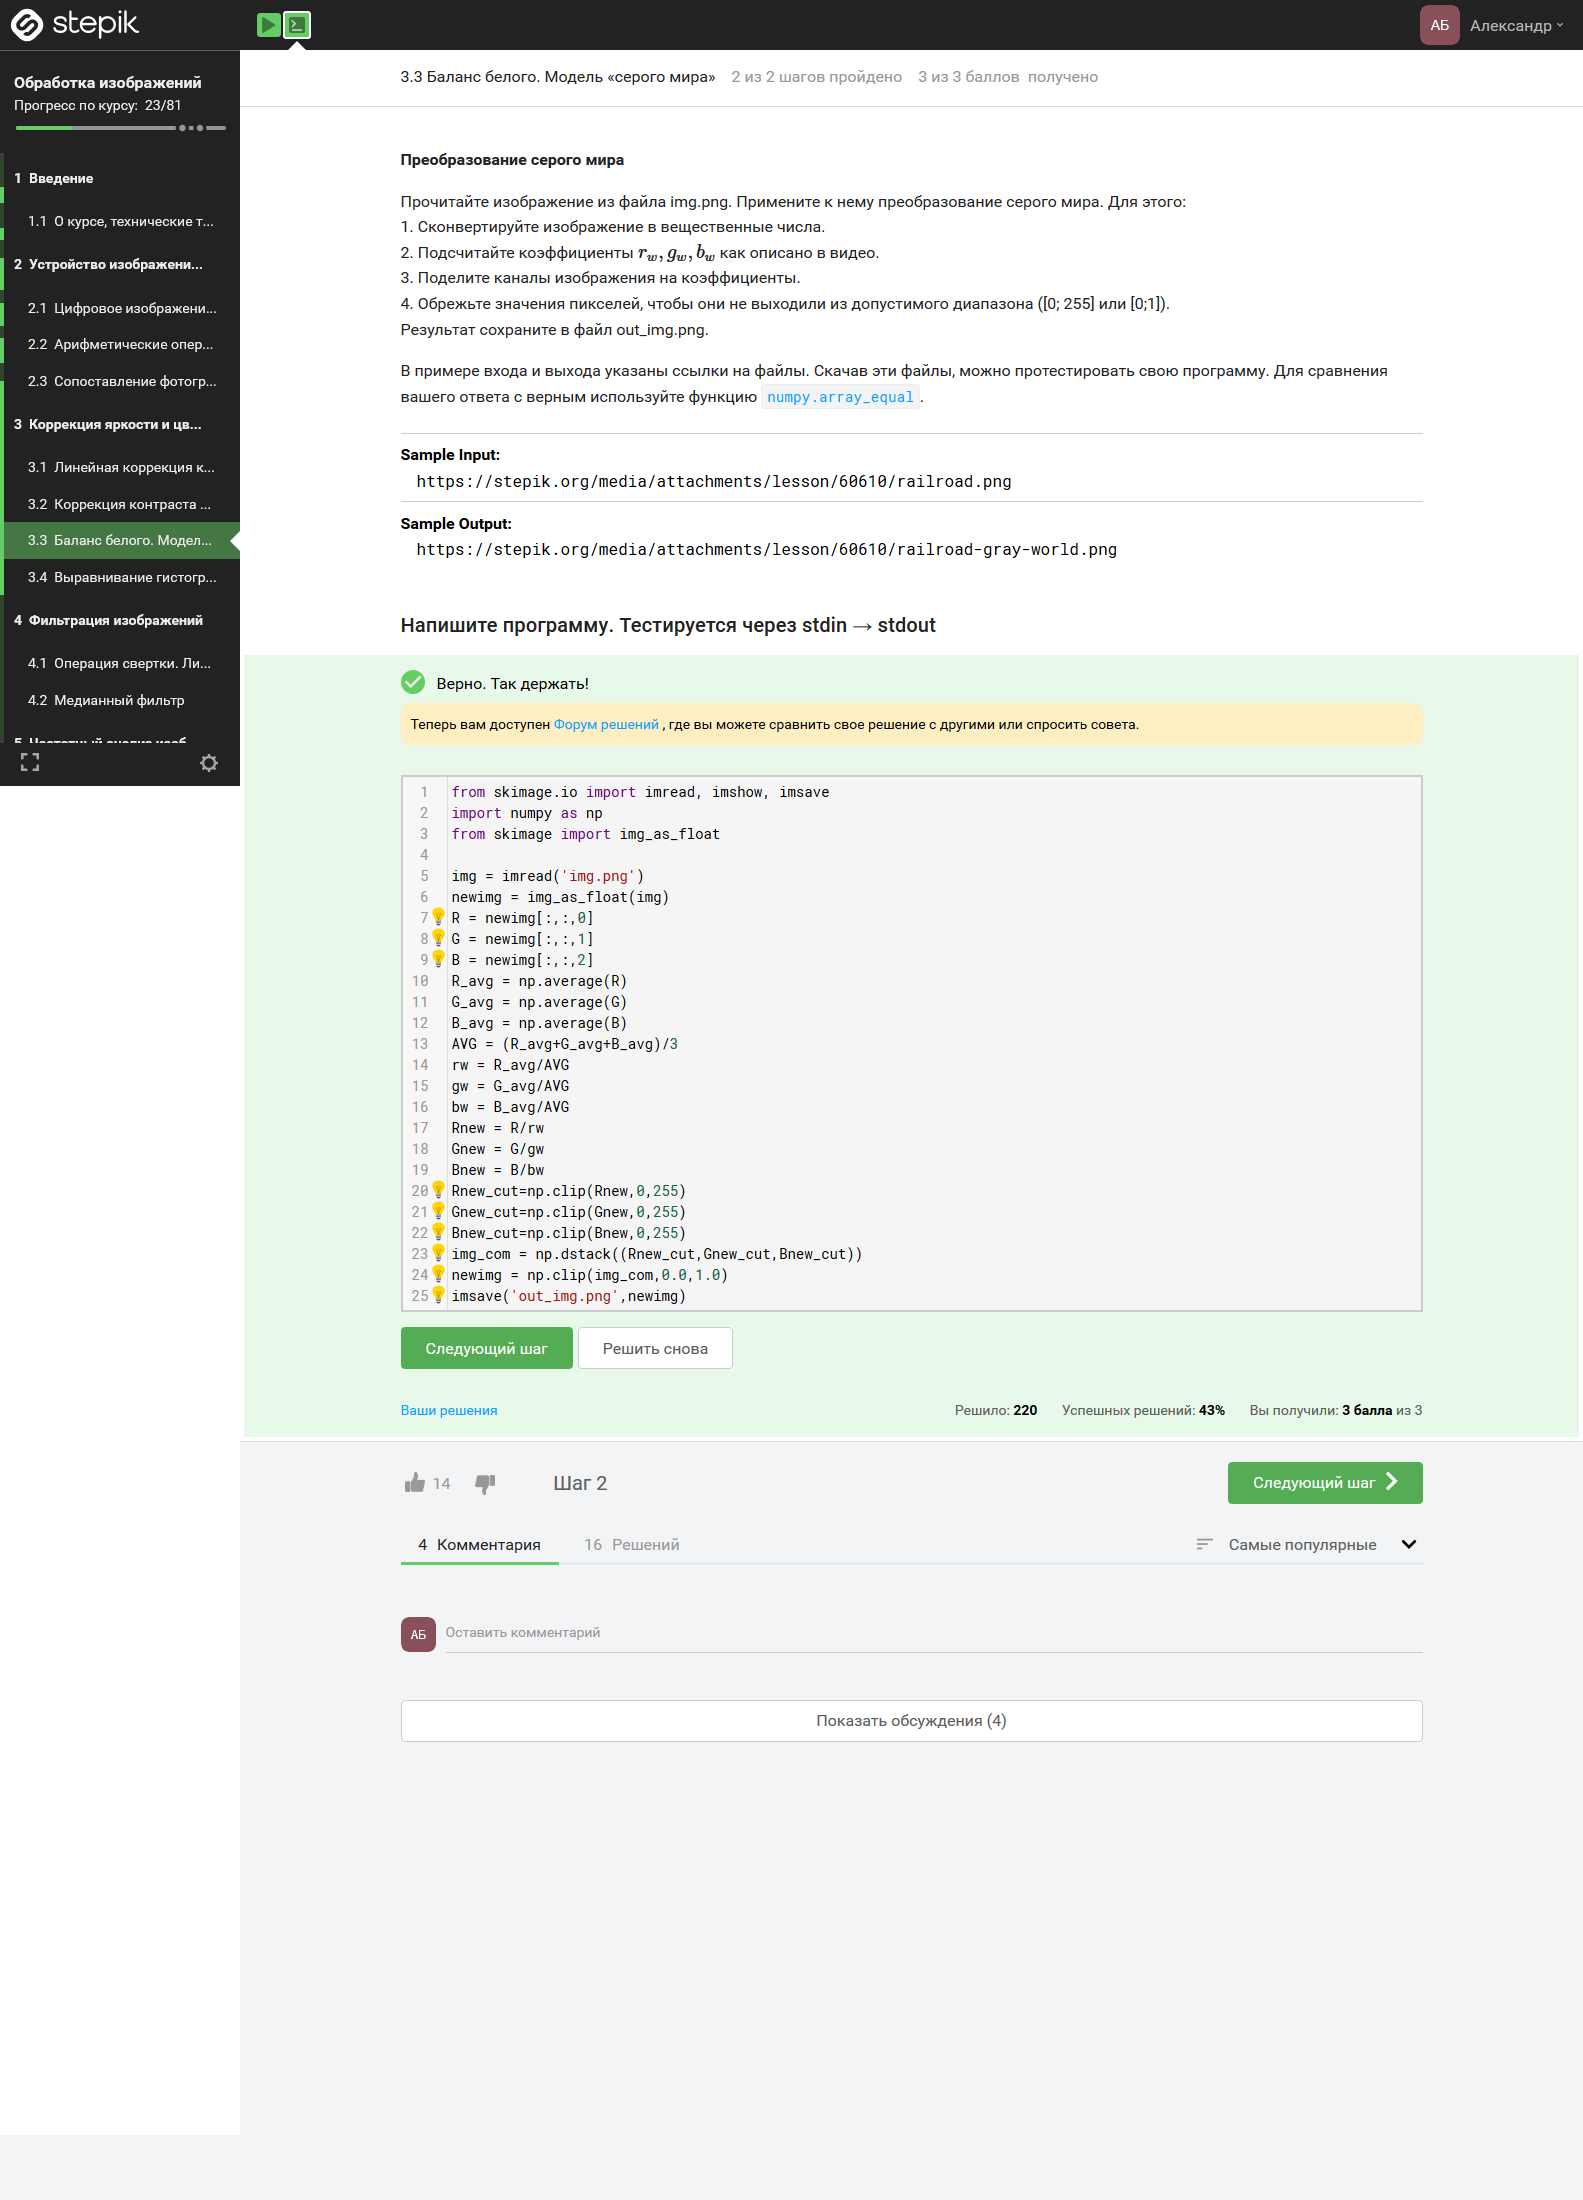 stepik
АБ Александр
Обработка изображений
Прогресс по курсу: 23/81
1 Введение
1.1 О курсе, технические т...
2 Устройство изображени...
2.1 Цифровое изображени...
2.2 Арифметические опер...
2.3 Сопоставление фотогр...
3 Коррекция яркости и цв...
3.1 Линейная коррекция к...
3.2 Коррекция контраста ...
3.3 Баланс белого. Модел...
3.4 Выравнивание гистогр...
4 Фильтрация изображений
4.1 Операция свертки. Ли...
4.2 Медианный фильтр
5 Частотный анализ изоб...
3.3 Баланс белого. Модель «серого мира» 2 из 2 шагов пройдено 3 из 3 баллов получено
Преобразование серого мира
Прочитайте изображение из файла img.png. Примените к нему преобразование серого мира. Для этого:
1. Сконвертируйте изображение в вещественные числа.
2. Подсчитайте коэффициенты r_w, g_w, b_w как описано в видео.
3. Поделите каналы изображения на коэффициенты.
4. Обрежьте значения пикселей, чтобы они не выходили из допустимого диапазона ([0; 255] или [0;1]).
Результат сохраните в файл out_img.png.
В примере входа и выхода указаны ссылки на файлы. Скачав эти файлы, можно протестировать свою программу. Для сравнения
вашего ответа с верным используйте функцию numpy.array_equal.
Sample Input:
https://stepik.org/media/attachments/lesson/60610/railroad.png
Sample Output:
https://stepik.org/media/attachments/lesson/60610/railroad-gray-world.png
Напишите программу. Тестируется через stdin → stdout
Верно. Так держать!
Теперь вам доступен Форум решений , где вы можете сравнить свое решение с другими или спросить совета.
1 from skimage.io import imread, imshow, imsave
2 import numpy as np
3 from skimage import img_as_float
4
5 img = imread('img.png')
6 newimg = img_as_float(img)
7 R = newimg[:,:,0]
8 G = newimg[:,:,1]
9 B = newimg[:,:,2]
10 R_avg = np.average(R)
11 G_avg = np.average(G)
12 B_avg = np.average(B)
13 AVG = (R_avg+G_avg+B_avg)/3
14 rw = R_avg/AVG
15 gw = G_avg/AVG
16 bw = B_avg/AVG
17 Rnew = R/rw
18 Gnew = G/gw
19 Bnew = B/bw
20 Rnew_cut=np.clip(Rnew,0,255)
21 Gnew_cut=np.clip(Gnew,0,255)
22 Bnew_cut=np.clip(Bnew,0,255)
23 img_com = np.dstack((Rnew_cut,Gnew_cut,Bnew_cut))
24 newimg = np.clip(img_com,0.0,1.0)
25 imsave('out_img.png',newimg)
Следующий шаг Решить снова
Ваши решения Решило: 220 Успешных решений: 43% Вы получили: 3 балла из 3
14 Шаг 2 Следующий шаг
4 Комментария 16 Решений Самые популярные
АБ Оставить комментарий
Показать обсуждения (4)